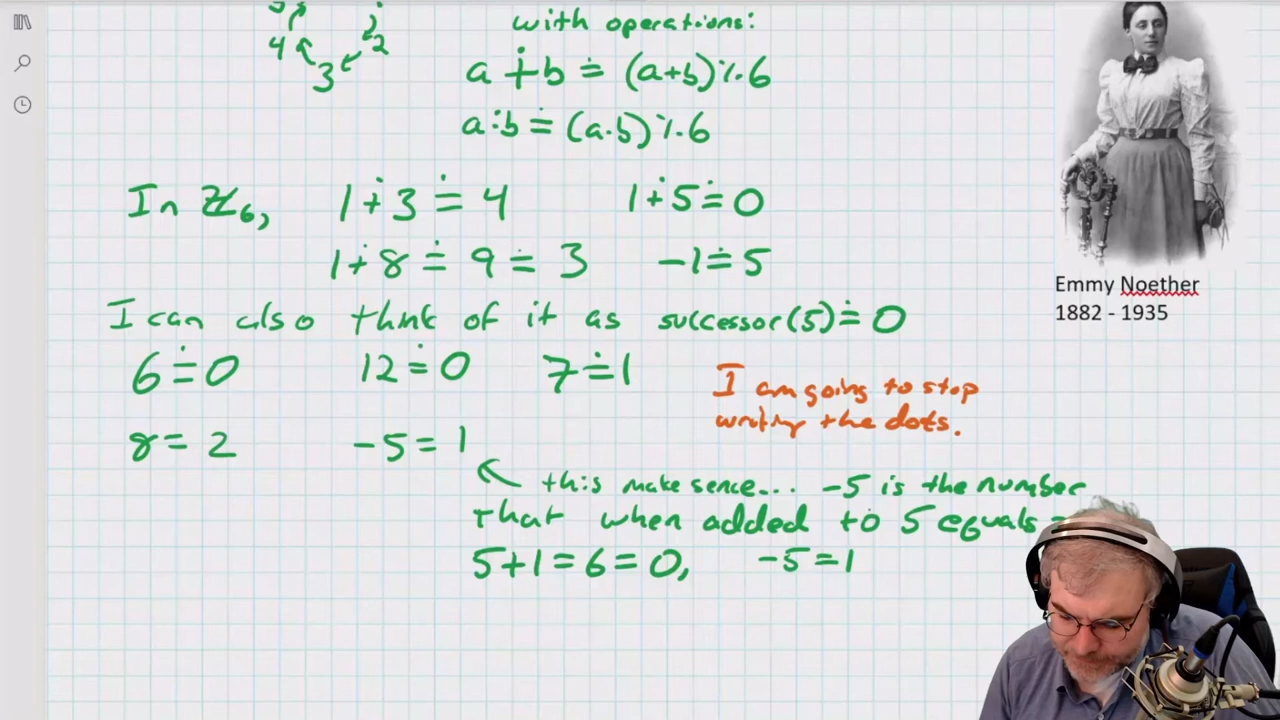 with operations:
4
2
3
a ∔ b ≐ (a+b) % 6
a : b ≐ (a·b) % 6
In ℤ₆, 1 ∔ 3 ≐ 4 1 ∔ 5 ≐ 0
1 ∔ 8 ≐ 9 ≐ 3 -1 ≐ 5
Emmy Noether
1882 - 1935
I can also think of it as successor(5) ≐ 0
6 ≐ 0 12 ≐ 0 7 ≐ 1
I am going to stop
writing the dots.
8 = 2 -5 = 1
this make sence... -5 is the number
that when added to 5 equals
5+1=6=0, -5=1